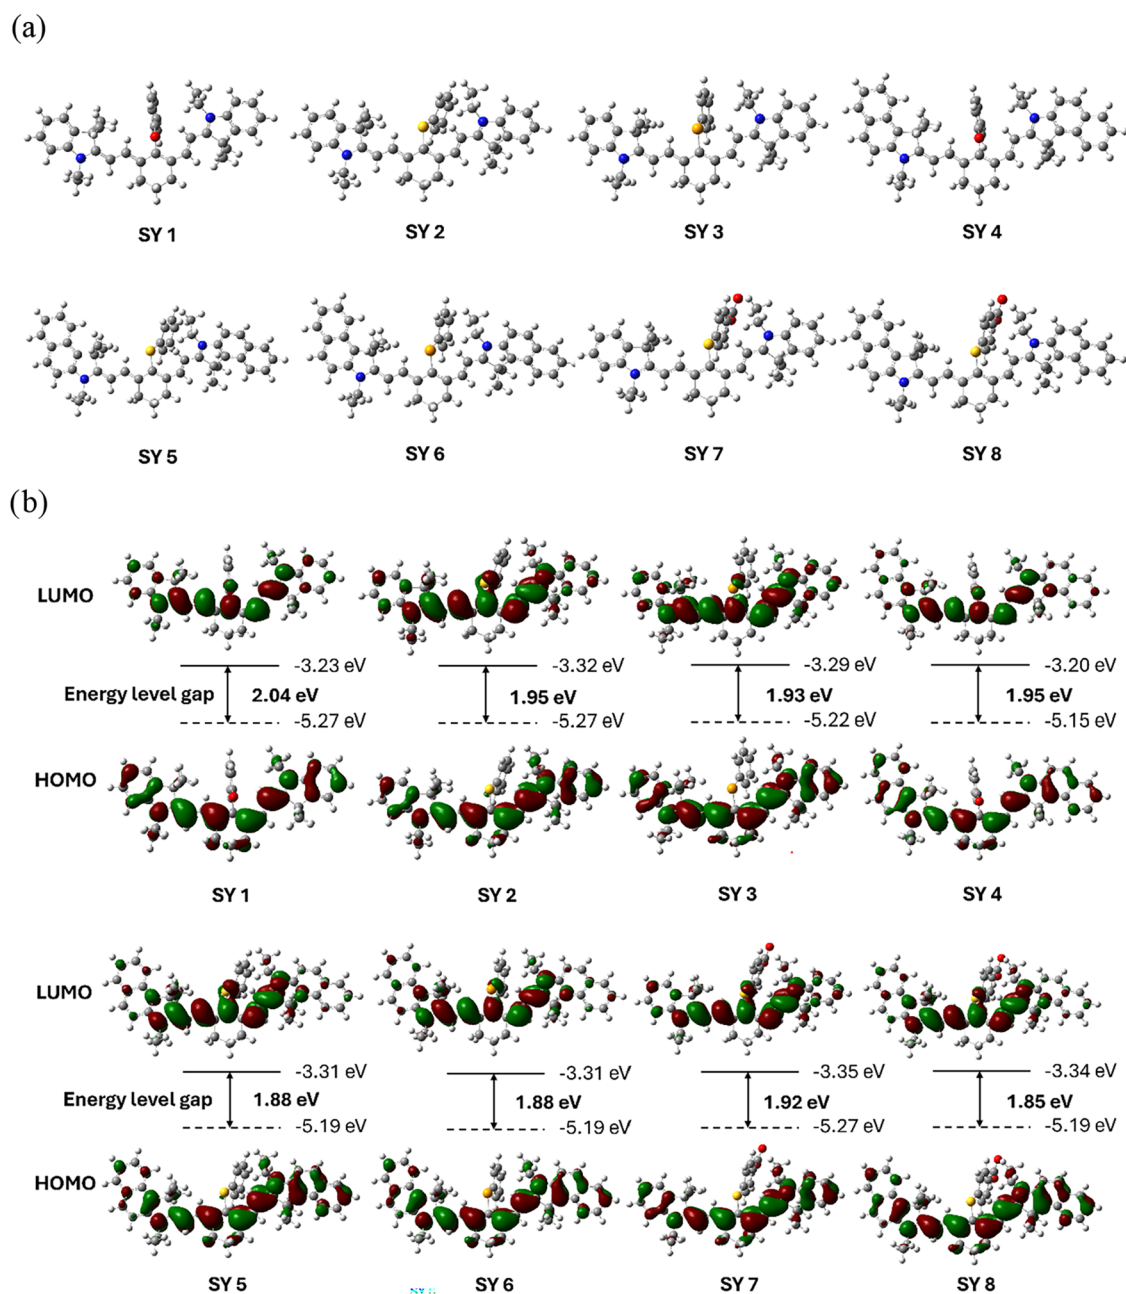 (a)
SY 1 SY 2 SY 3 SY 4
SY 5 SY 6 SY 7 SY 8
(b)
LUMO
-3.23 eV -3.32 eV -3.29 eV -3.20 eV
Energy level gap 2.04 eV 1.95 eV 1.93 eV 1.95 eV
-5.27 eV -5.27 eV -5.22 eV -5.15 eV
HOMO
SY 1 SY 2 SY 3 SY 4
LUMO
-3.31 eV -3.31 eV -3.35 eV -3.34 eV
Energy level gap 1.88 eV 1.88 eV 1.92 eV 1.85 eV
-5.19 eV -5.19 eV -5.27 eV -5.19 eV
HOMO
SY 5 SY 6 SY 7 SY 8